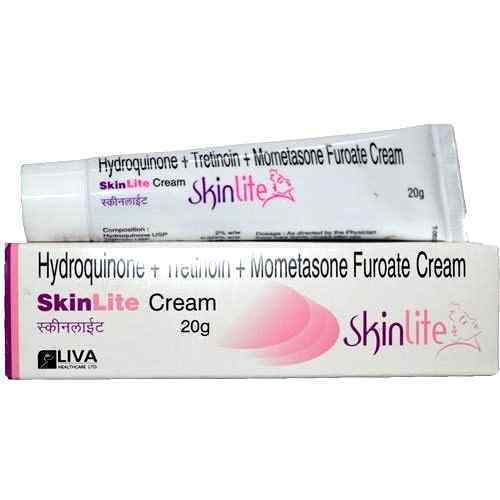 Hydroquinone + Tretinoin + Mometasone Furoate Cream
SkinLite Cream
स्कीनलाईट
Skinlite
20g
Composition :
Hydroquinone USP 2% w/w
Dosage : As directed by the Physician
Hydroquinone + Tretinoin + Mometasone Furoate Cream
SkinLite Cream
स्कीनलाईट 20g
Skinlite
LIVA
HEALTHCARE LTD.